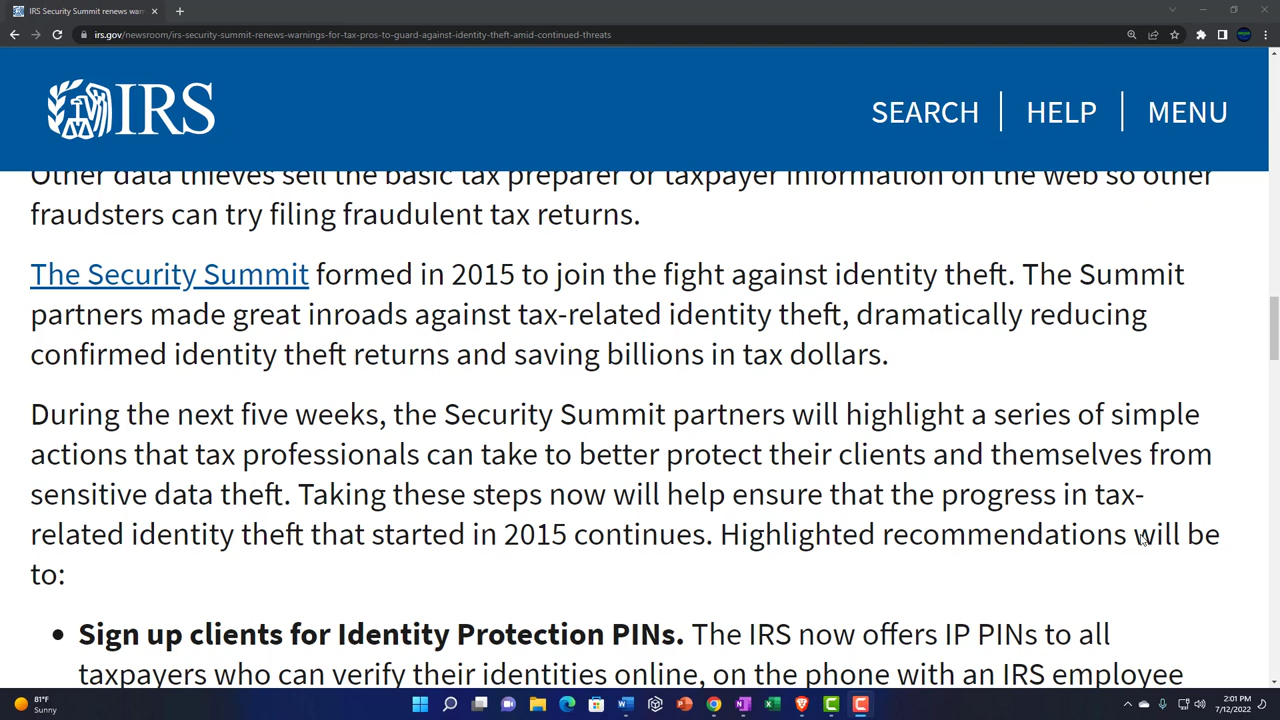 IRS Security Summit renews warn
irs.gov/newsroom/irs-security-summit-renews-warnings-for-tax-pros-to-guard-against-identity-theft-amid-continued-threats
IRS
SEARCH
HELP
MENU
Other data thieves sell the basic tax preparer or taxpayer information on the web so other
fraudsters can try filing fraudulent tax returns.
The Security Summit formed in 2015 to join the fight against identity theft. The Summit
partners made great inroads against tax-related identity theft, dramatically reducing
confirmed identity theft returns and saving billions in tax dollars.
During the next five weeks, the Security Summit partners will highlight a series of simple
actions that tax professionals can take to better protect their clients and themselves from
sensitive data theft. Taking these steps now will help ensure that the progress in tax-
related identity theft that started in 2015 continues. Highlighted recommendations will be
to:
• Sign up clients for Identity Protection PINs. The IRS now offers IP PINs to all
taxpayers who can verify their identities online, on the phone with an IRS employee
81°F
Sunny
2:01 PM
7/12/2022